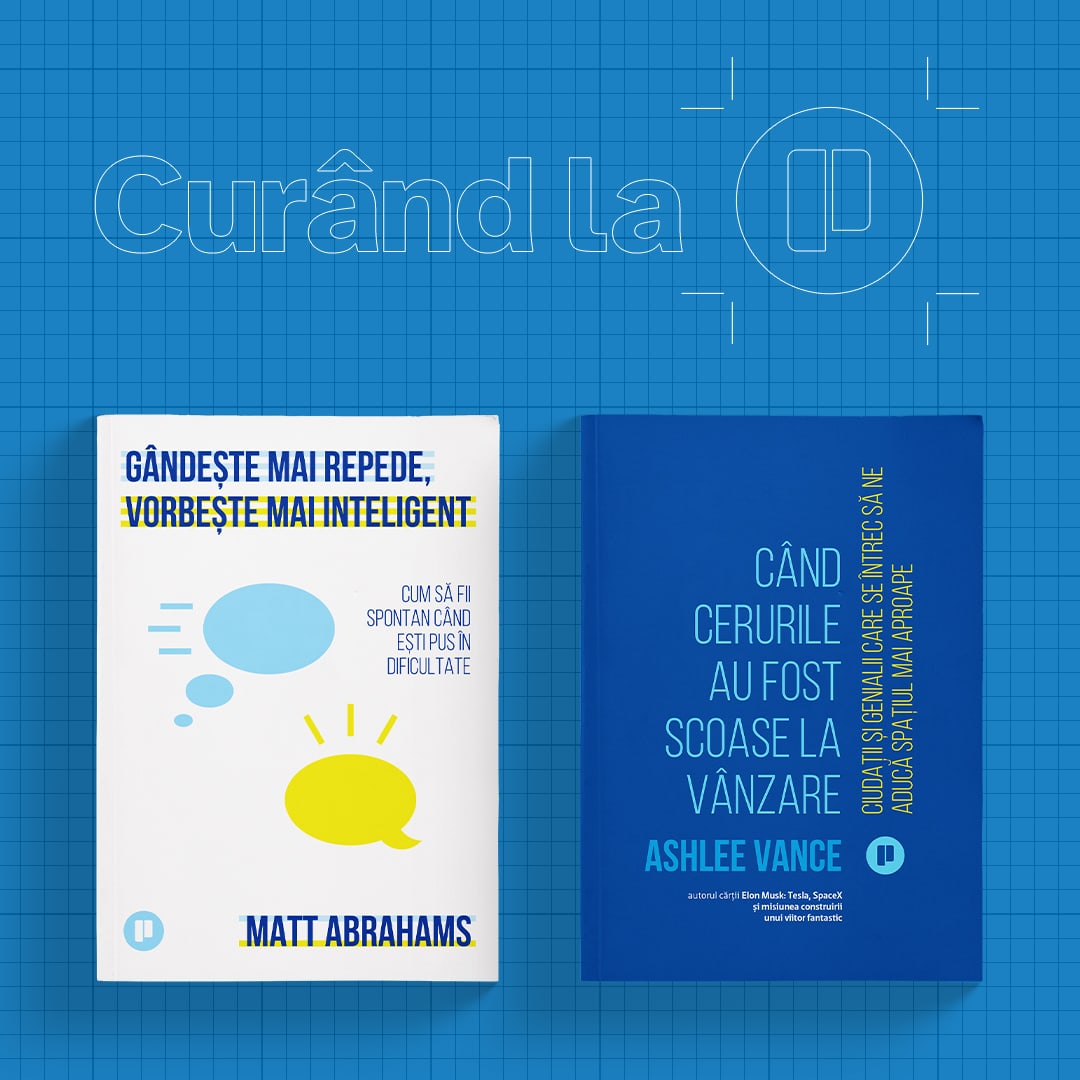 Curând la P
GÂNDEȘTE MAI REPEDE,
VORBEȘTE MAI INTELIGENT
CUM SĂ FII
SPONTAN CÂND
EȘTI PUS ÎN
DIFICULTATE
MATT ABRAHAMS
CÂND
CERURILE
AU FOST
SCOASE LA
VÂNZARE
CIUDAȚII ȘI GENIALII CARE SE ÎNTREC SĂ NE
ADUCĂ SPAȚIUL MAI APROAPE
ASHLEE VANCE
autorul cărții Elon Musk: Tesla, SpaceX
și misiunea construirii
unui viitor fantastic